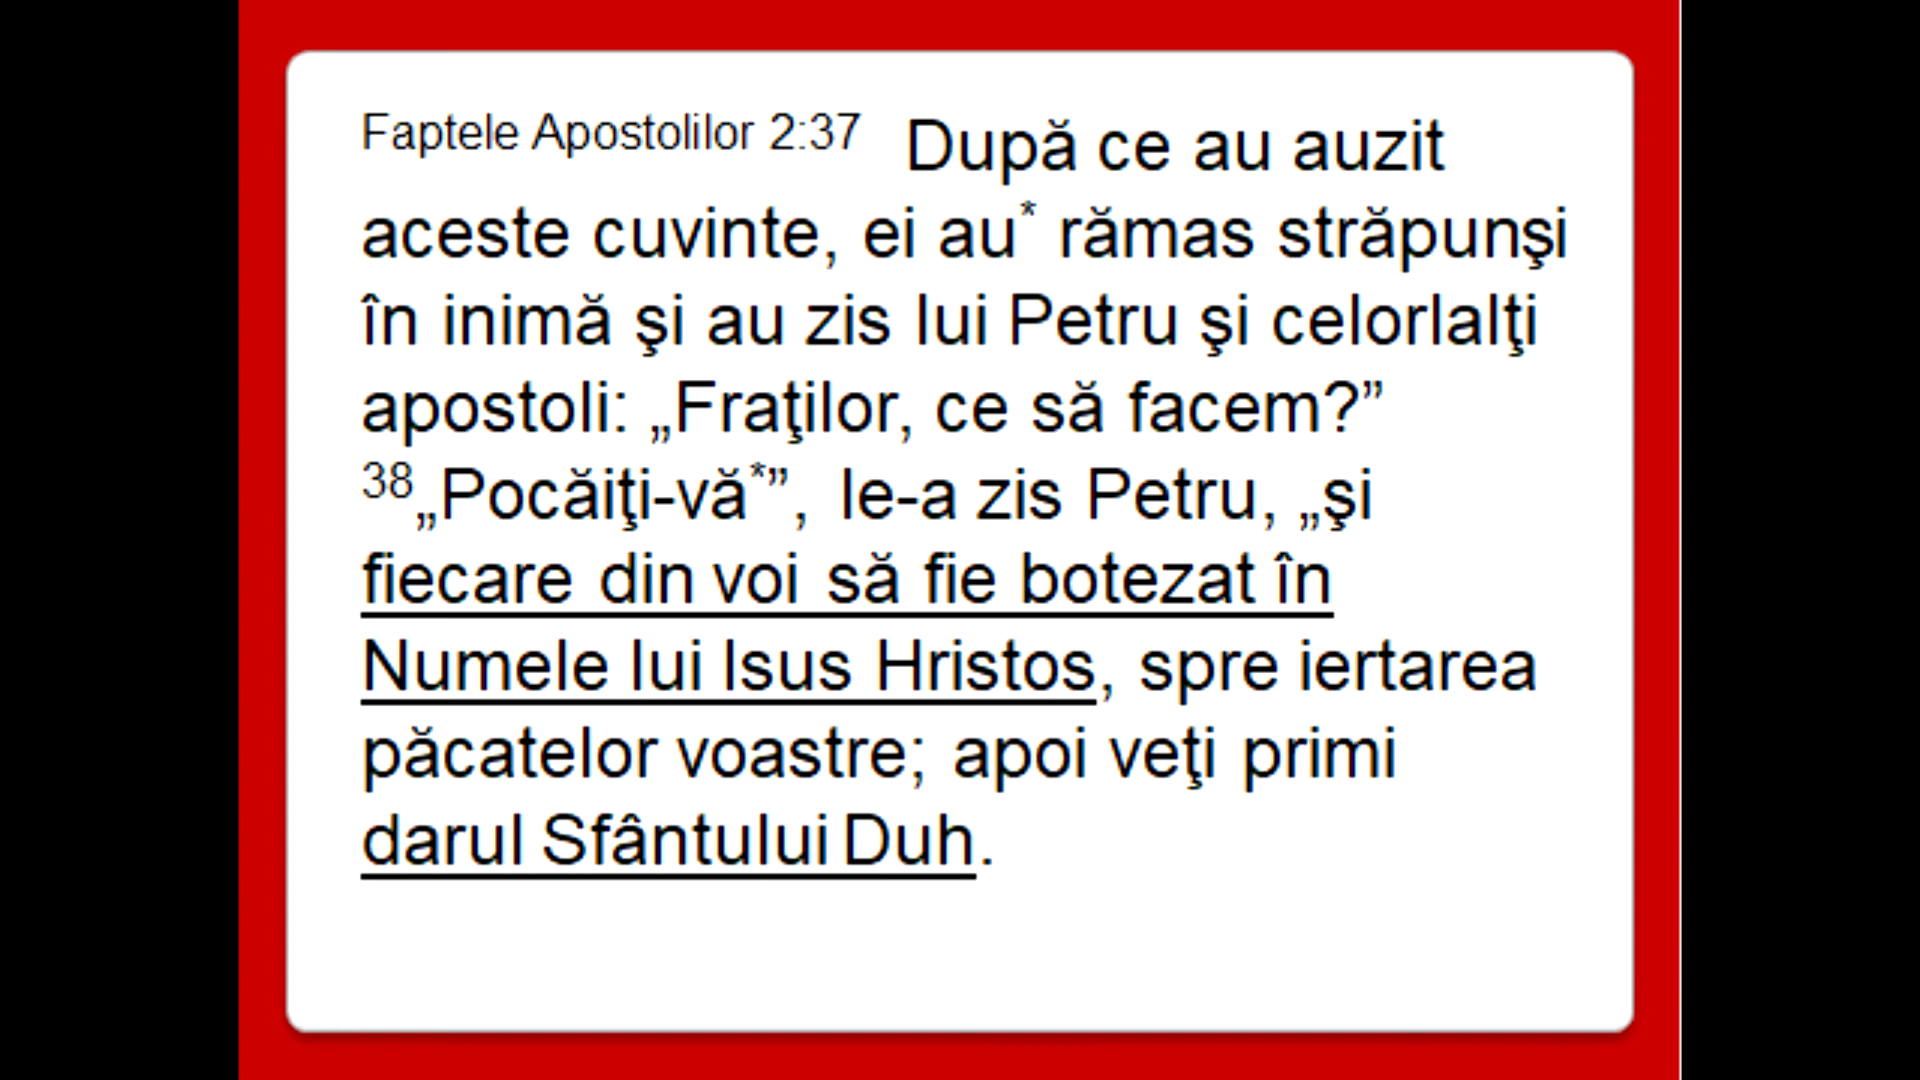 Faptele Apostolilor 2:37 După ce au auzit
aceste cuvinte, ei au* rămas străpunşi
în inimă şi au zis lui Petru şi celorlalţi
apostoli: „Fraţilor, ce să facem?”
38„Pocăiţi-vă*”, le-a zis Petru, „şi
fiecare din voi să fie botezat în
Numele lui Isus Hristos, spre iertarea
păcatelor voastre; apoi veţi primi
darul Sfântului Duh.